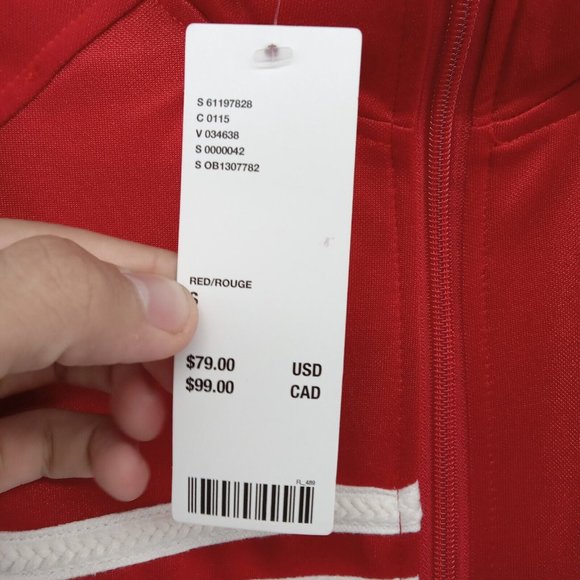 S 61197828
C 0115
V 034638
S 0000042
S OB1307782
RED/ROUGE
S
$79.00 USD
$99.00 CAD
FL_489